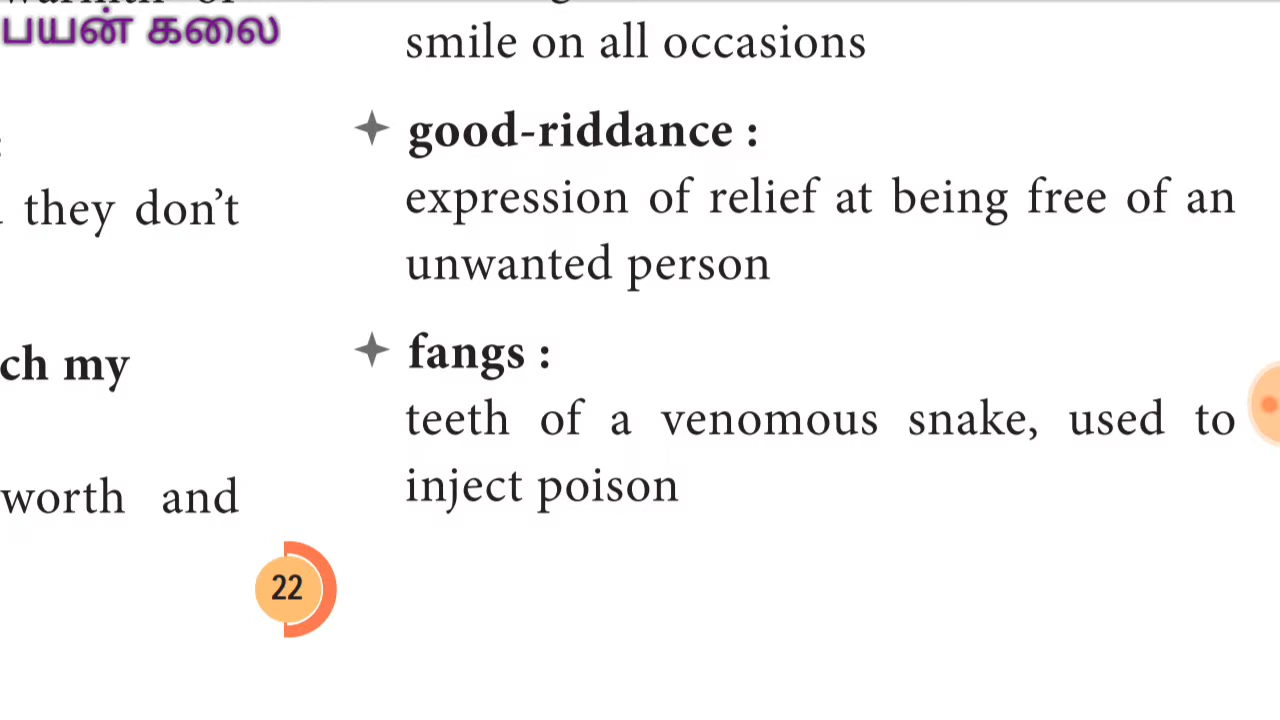 பயன் கலை
they don't
ch my
worth and
smile on all occasions
✦ good-riddance :
expression of relief at being free of an
unwanted person
✦ fangs :
teeth of a venomous snake, used to
inject poison
22